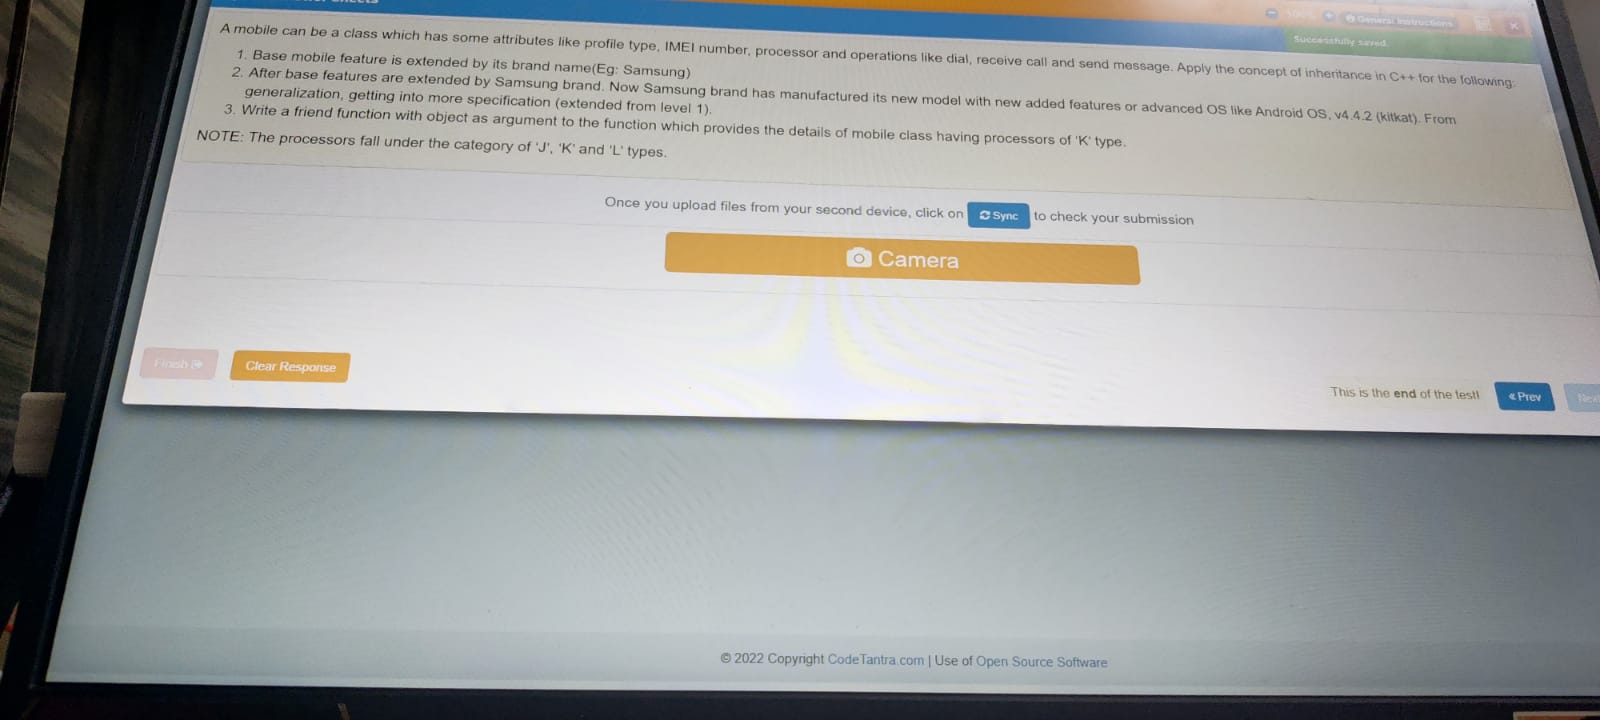 General Instructions
Successfully saved.
A mobile can be a class which has some attributes like profile type, IMEI number, processor and operations like dial, receive call and send message. Apply the concept of inheritance in C++ for the following:
1. Base mobile feature is extended by its brand name(Eg: Samsung)
2. After base features are extended by Samsung brand. Now Samsung brand has manufactured its new model with new added features or advanced OS like Android OS, v4.4.2 (kitkat). From
generalization, getting into more specification (extended from level 1).
3. Write a friend function with object as argument to the function which provides the details of mobile class having processors of 'K' type.
NOTE: The processors fall under the category of 'J', 'K' and 'L' types.
Once you upload files from your second device, click on Sync to check your submission
Camera
Finish
Clear Response
This is the end of the test! « Prev
© 2022 Copyright CodeTantra.com | Use of Open Source Software